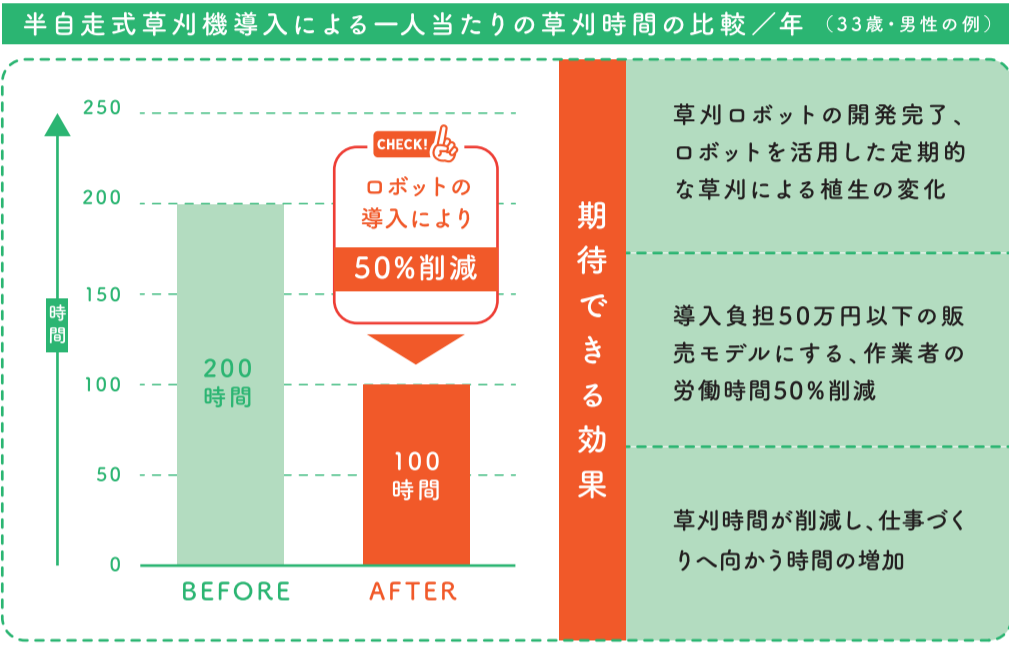 半自走式草刈機導入による一人当たりの草刈時間の比較／年 （33歳・男性の例）
250
200
150
100
50
0
時間
200
時間
BEFORE
CHECK!
ロボットの
導入により
50%削減
100
時間
AFTER
期待できる効果
草刈ロボットの開発完了、
ロボットを活用した定期的
な草刈による植生の変化
導入負担50万円以下の販
売モデルにする、作業者の
労働時間50%削減
草刈時間が削減し、仕事づく
りへ向かう時間の増加